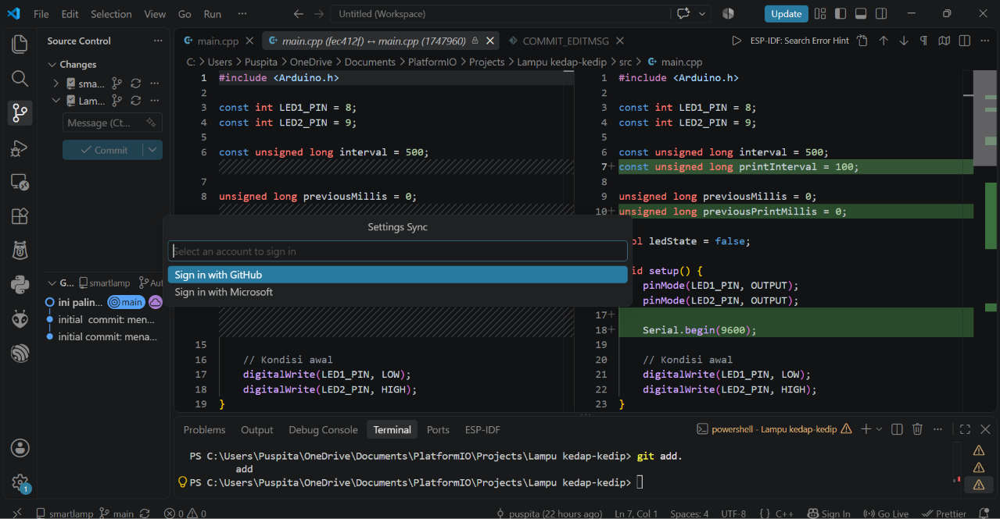 File Edit Selection View Go Run ··· Untitled (Workspace) Update
Source Control ···
main.cpp main.cpp (fec412f) ↔ main.cpp (1747960) COMMIT_EDITMSG ESP-IDF: Search Error Hint
C: > Users > Puspita > OneDrive > Documents > PlatformIO > Projects > Lampu kedap-kedip > src > main.cpp
Changes
sma... ···
Lam... ···
Message (Ct...
Commit
1 #include <Arduino.h>
2
3 const int LED1_PIN = 8;
4 const int LED2_PIN = 9;
5
6 const unsigned long interval = 500;
7
8 unsigned long previousMillis = 0;
15
16 // Kondisi awal
17 digitalWrite(LED1_PIN, LOW);
18 digitalWrite(LED2_PIN, HIGH);
19 }
1 #include <Arduino.h>
2
3 const int LED1_PIN = 8;
4 const int LED2_PIN = 9;
5
6 const unsigned long interval = 500;
7+ const unsigned long printInterval = 100;
8
9 unsigned long previousMillis = 0;
10+ unsigned long previousPrintMillis = 0;
ol ledState = false;
id setup() {
pinMode(LED1_PIN, OUTPUT);
pinMode(LED2_PIN, OUTPUT);
17+
18+ Serial.begin(9600);
19
20 // Kondisi awal
21 digitalWrite(LED1_PIN, LOW);
22 digitalWrite(LED2_PIN, HIGH);
23 }
Settings Sync
Select an account to sign in
Sign in with GitHub
Sign in with Microsoft
G... smartlamp Aut
ini palin... main
initial commit: men...
initial commit: mena...
Problems Output Debug Console Terminal Ports ESP-IDF powershell - Lampu kedap-kedip
PS C:\Users\Puspita\OneDrive\Documents\PlatformIO\Projects\Lampu kedap-kedip> git add.
add
PS C:\Users\Puspita\OneDrive\Documents\PlatformIO\Projects\Lampu kedap-kedip>
1
smartlamp main 0 0 puspita (22 hours ago) Ln 7, Col 1 Spaces: 4 UTF-8 {} C++ Sign In Go Live Prettier